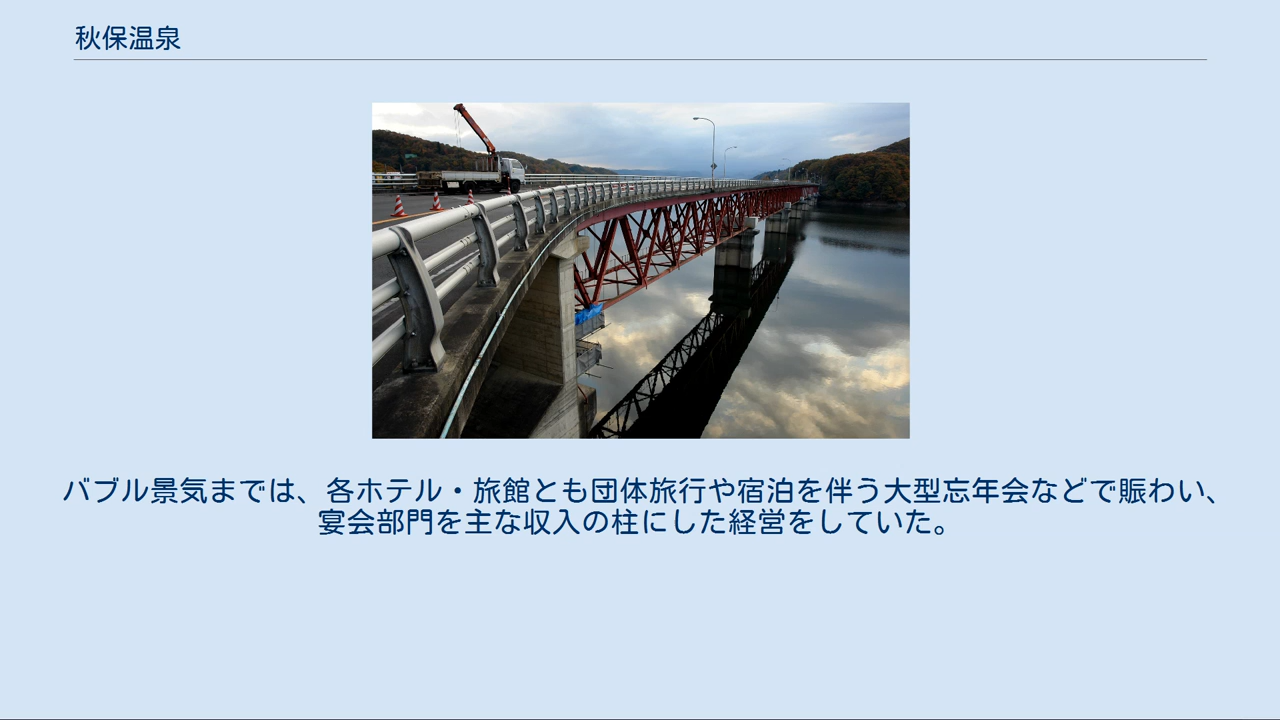 秋保温泉
バブル景気までは、各ホテル・旅館とも団体旅行や宿泊を伴う大型忘年会などで賑わい、
宴会部門を主な収入の柱にした経営をしていた。